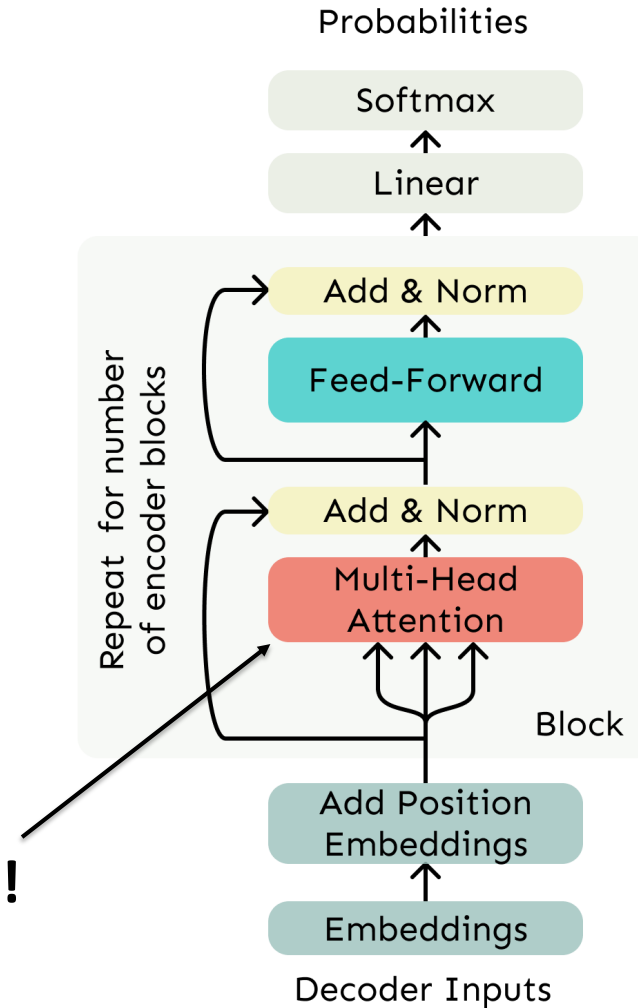 Probabilities
Softmax
Linear
Add & Norm
Feed-Forward
Repeat for number
of encoder blocks
Add & Norm
Multi-Head
Attention
Block
Add Position
Embeddings
!
Embeddings
Decoder Inputs